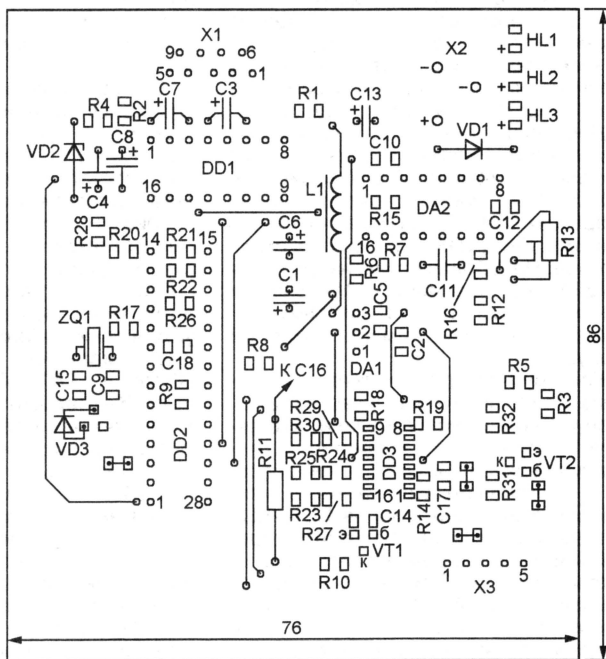 X1
9 6
5 1
C7 C3
R4 R2 + +
R1 C13 +
X2
HL1 +
HL2 +
HL3 +
- - +
VD1
VD2
C8 +
C4 +
1 8
DD1
16 9
C10
L1
1 8
R15 DA2
C12
R13
R28
R20
14 R21 15
R22
R26
C6 +
C1 +
16
R6 R7
C11
R16
R12
ZQ1
R17
C18
R8
C5
3
2
1
C2
DA1
К C16
C15 C9
R9
VD3
R5
R3
R32
R18
R19
R29
R30
9 8
DD3
R11
R25 R24
DD2
э
к б
VT2
R31
R23
R27
16 1
R14
C17
C14
1 28
э б
VT1
к
R10
1 5
X3
76
86